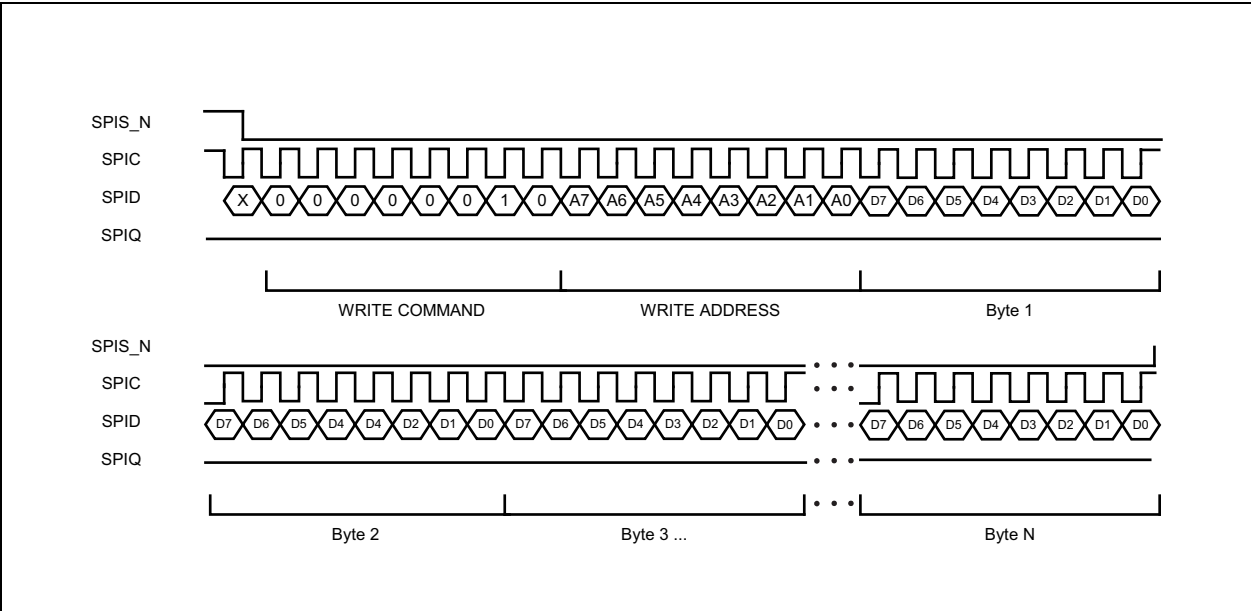 SPIS_N
SPIC
SPID X 0 0 0 0 0 0 1 0 A7 A6 A5 A4 A3 A2 A1 A0 D7 D6 D5 D4 D3 D2 D1 D0
SPIQ
WRITE COMMAND WRITE ADDRESS Byte 1
SPIS_N
SPIC
SPID D7 D6 D5 D4 D4 D2 D1 D0 D7 D6 D5 D4 D3 D2 D1 D0 D7 D6 D5 D4 D3 D2 D1 D0
SPIQ
Byte 2 Byte 3 ... Byte N